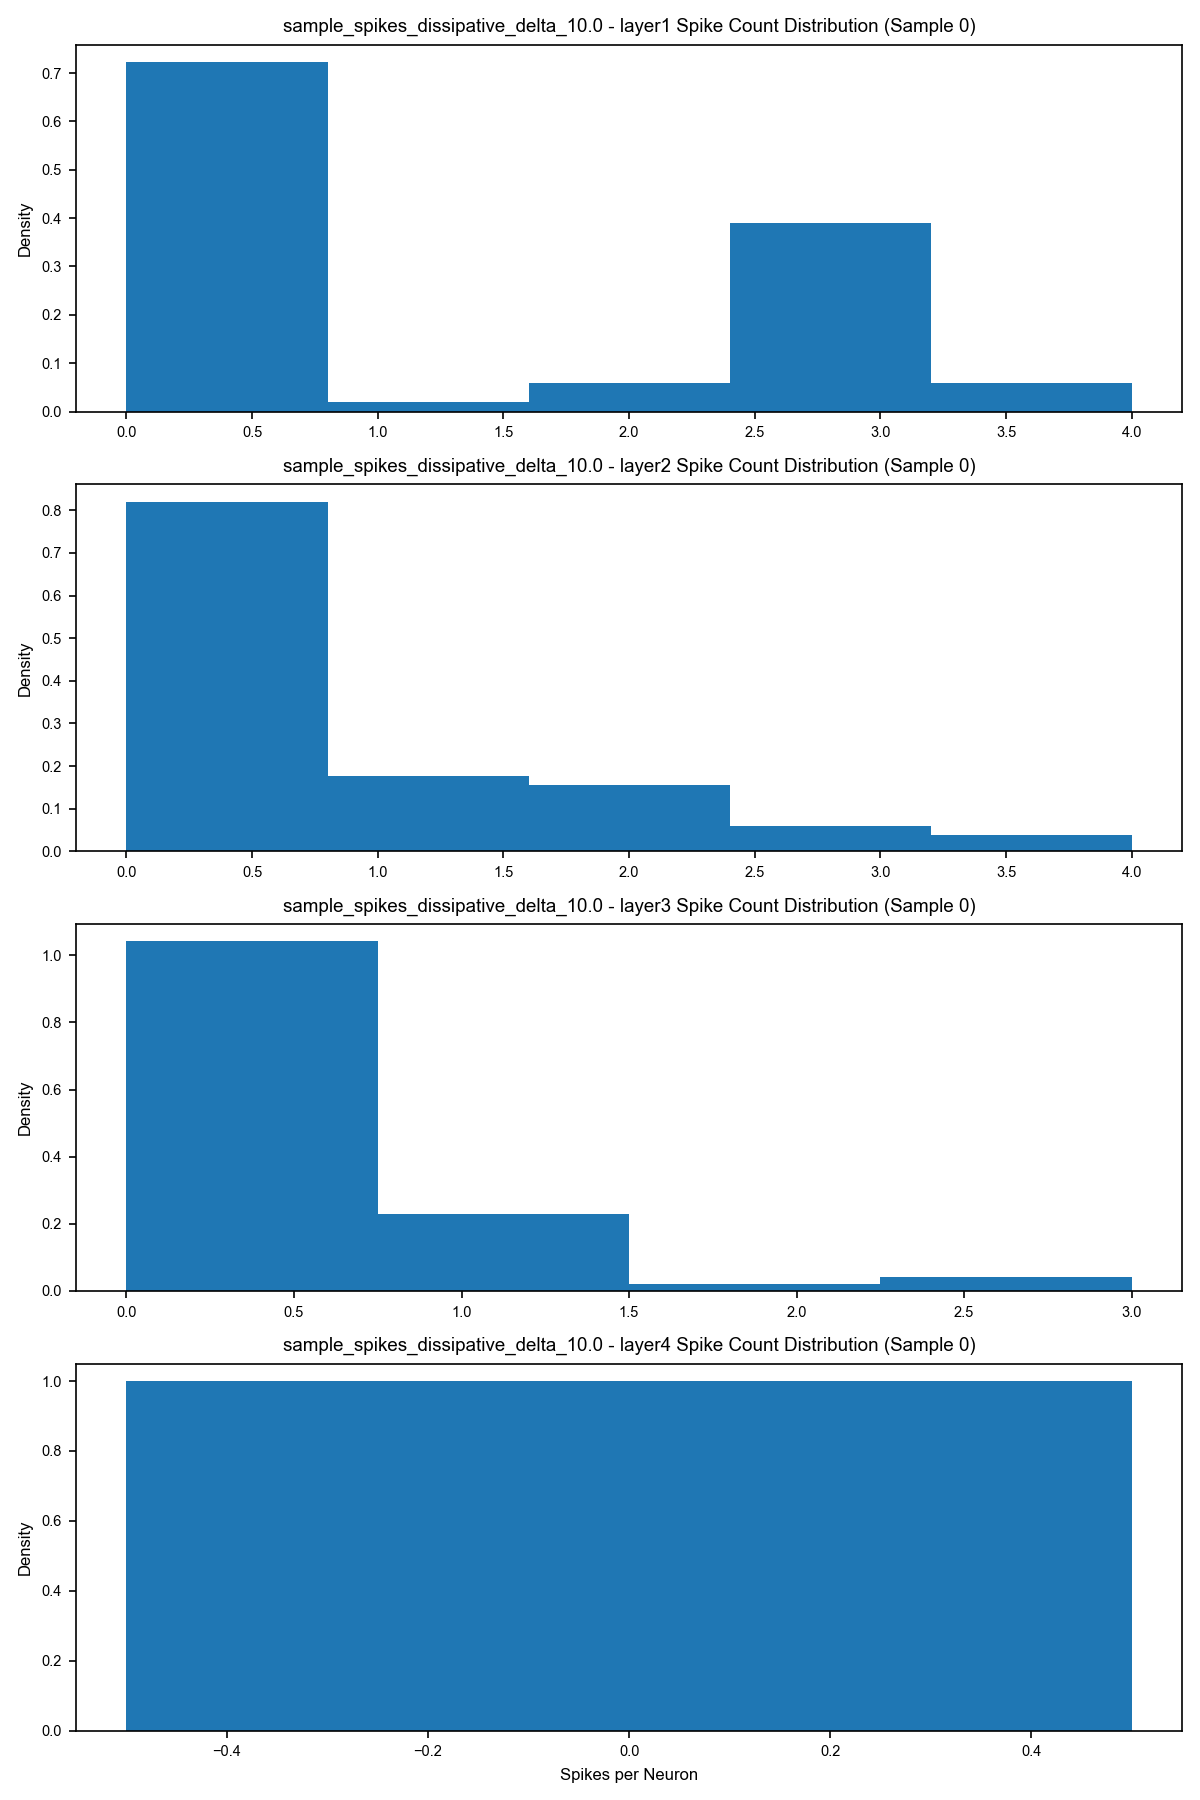 sample_spikes_dissipative_delta_10.0 - layer1 Spike Count Distribution (Sample 0)
0.7
0.6
0.5
0.4
0.3
0.2
0.1
0.0
Density
0.0 0.5 1.0 1.5 2.0 2.5 3.0 3.5 4.0
sample_spikes_dissipative_delta_10.0 - layer2 Spike Count Distribution (Sample 0)
0.8
0.7
0.6
0.5
0.4
0.3
0.2
0.1
0.0
Density
0.0 0.5 1.0 1.5 2.0 2.5 3.0 3.5 4.0
sample_spikes_dissipative_delta_10.0 - layer3 Spike Count Distribution (Sample 0)
1.0
0.8
0.6
0.4
0.2
0.0
Density
0.0 0.5 1.0 1.5 2.0 2.5 3.0
sample_spikes_dissipative_delta_10.0 - layer4 Spike Count Distribution (Sample 0)
1.0
0.8
0.6
0.4
0.2
0.0
Density
−0.4 −0.2 0.0 0.2 0.4
Spikes per Neuron